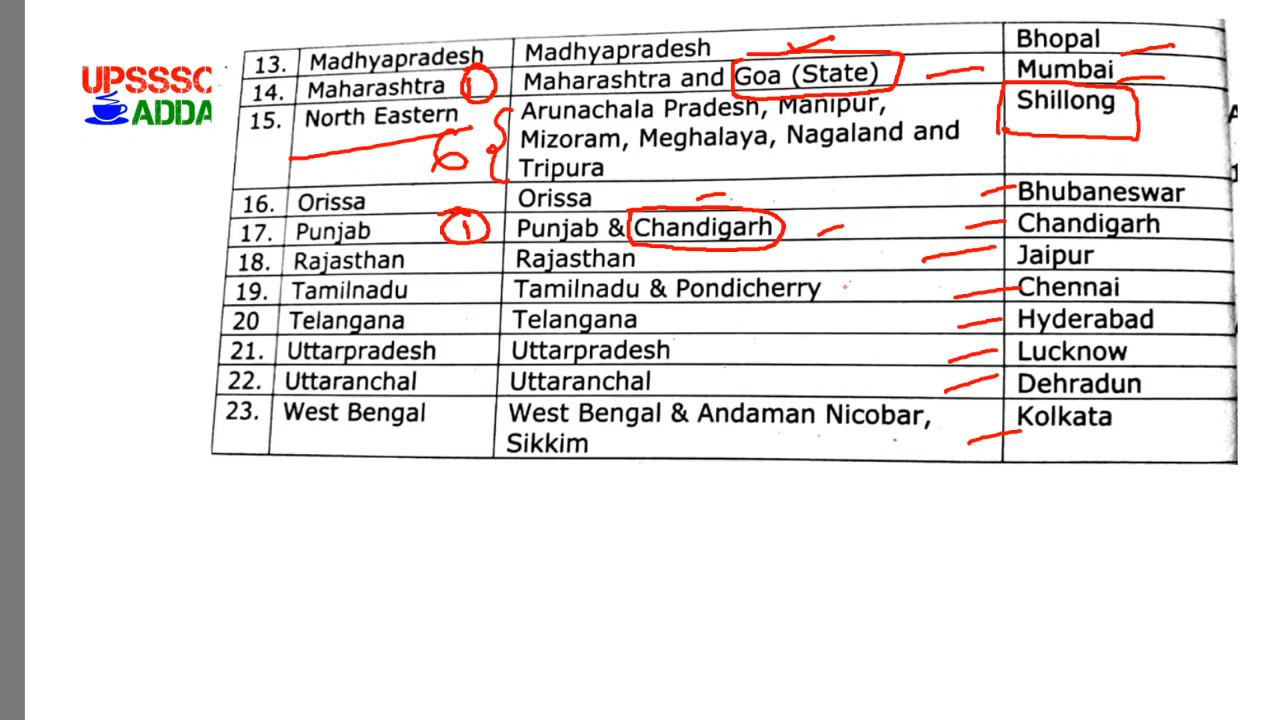 UPSSSC
ADDA
13. Madhyapradesh Madhyapradesh Bhopal
14. Maharashtra 1 Maharashtra and Goa (State) Mumbai
15. North Eastern 6 Arunachala Pradesh, Manipur, Shillong
Mizoram, Meghalaya, Nagaland and
Tripura
16. Orissa Orissa Bhubaneswar
17. Punjab 1 Punjab & Chandigarh Chandigarh
18. Rajasthan Rajasthan Jaipur
19. Tamilnadu Tamilnadu & Pondicherry Chennai
20 Telangana Telangana Hyderabad
21. Uttarpradesh Uttarpradesh Lucknow
22. Uttaranchal Uttaranchal Dehradun
23. West Bengal West Bengal & Andaman Nicobar, Kolkata
Sikkim